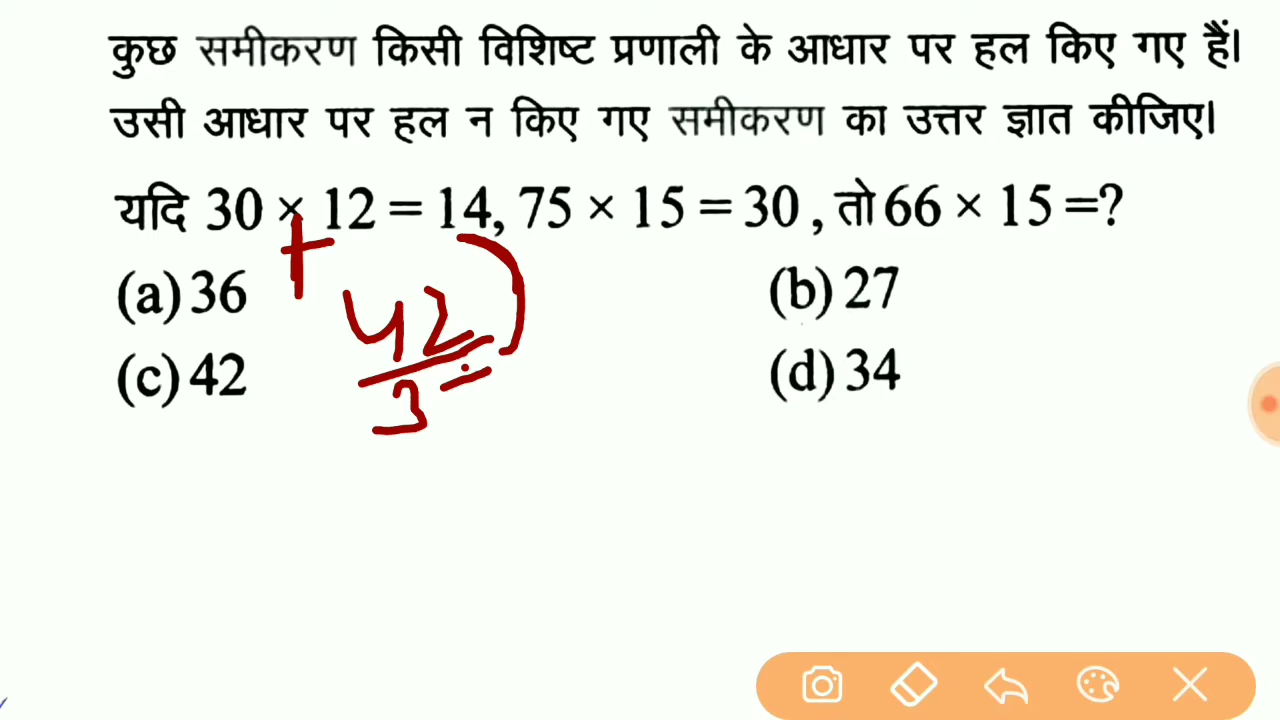 कुछ समीकरण किसी विशिष्ट प्रणाली के आधार पर हल किए गए हैं।
उसी आधार पर हल न किए गए समीकरण का उत्तर ज्ञात कीजिए।
यदि 30 × 12 = 14, 75 × 15 = 30 , तो 66 × 15 =?
+
(a) 36 (b) 27
42
(c) 42 (d) 34
3